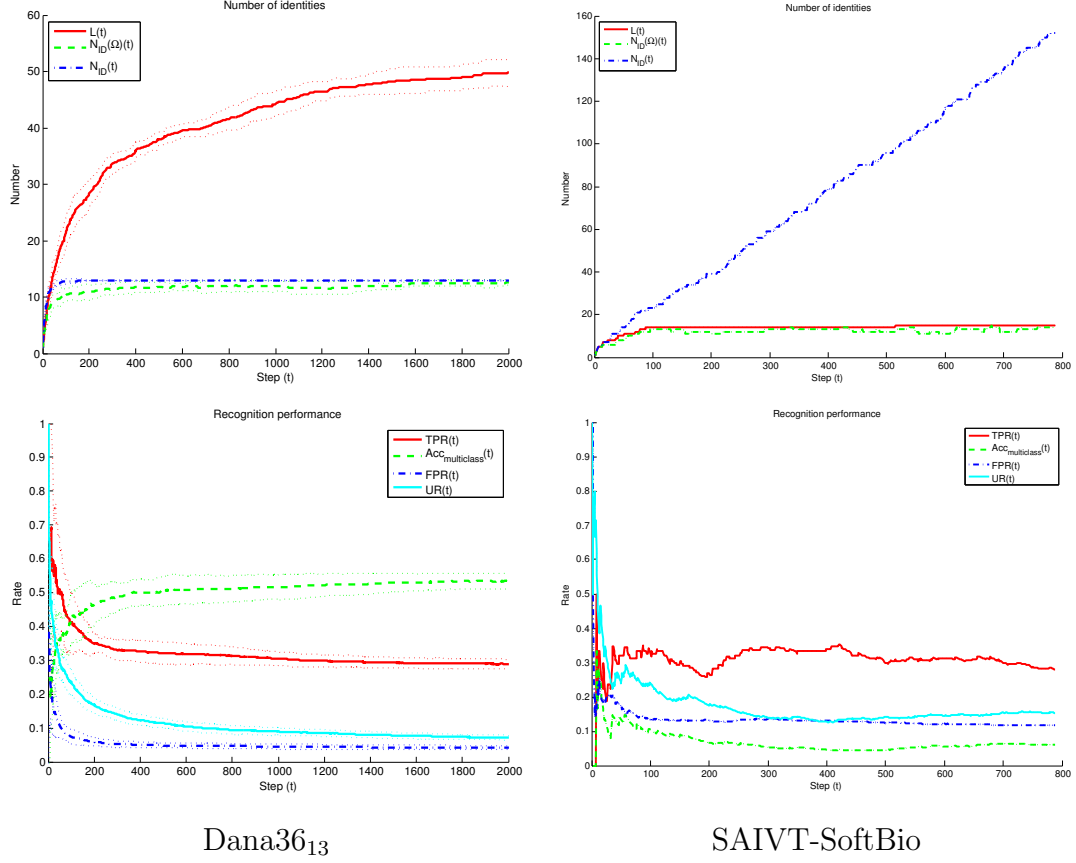 Number of identities
L(t)
N_ID(Ω)(t)
N_ID(t)
Number
60
50
40
30
20
10
0
0 200 400 600 800 1000 1200 1400 1600 1800 2000
Step (t)
Number of identities
L(t)
N_ID(Ω)(t)
N_ID(t)
Number
160
140
120
100
80
60
40
20
0
0 100 200 300 400 500 600 700 800
Step (t)
Recognition performance
TPR(t)
Acc_multiclass(t)
FPR(t)
UR(t)
Rate
1
0.9
0.8
0.7
0.6
0.5
0.4
0.3
0.2
0.1
0
0 200 400 600 800 1000 1200 1400 1600 1800 2000
Step (t)
Recognition performance
TPR(t)
Acc_multiclass(t)
FPR(t)
UR(t)
Rate
1
0.9
0.8
0.7
0.6
0.5
0.4
0.3
0.2
0.1
0
0 100 200 300 400 500 600 700 800
Step (t)
Dana36₁₃
SAIVT-SoftBio